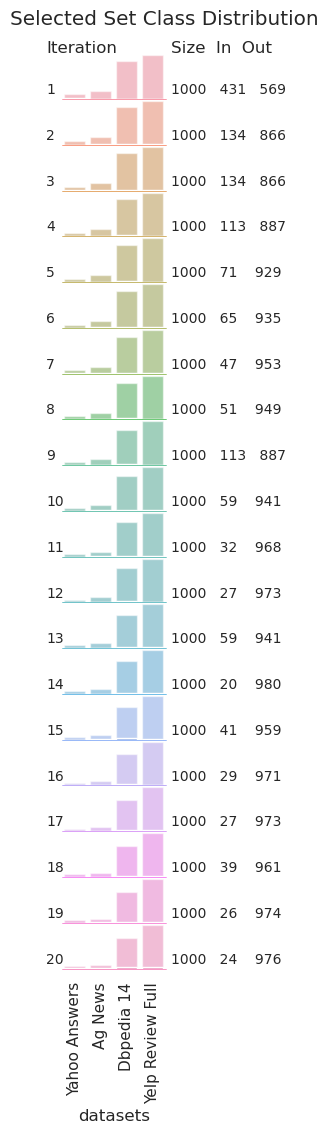 Selected Set Class Distribution
Iteration Size In Out
1 1000 431 569
2 1000 134 866
3 1000 134 866
4 1000 113 887
5 1000 71 929
6 1000 65 935
7 1000 47 953
8 1000 51 949
9 1000 113 887
10 1000 59 941
11 1000 32 968
12 1000 27 973
13 1000 59 941
14 1000 20 980
15 1000 41 959
16 1000 29 971
17 1000 27 973
18 1000 39 961
19 1000 26 974
20 1000 24 976
Yahoo Answers
Ag News
Dbpedia 14
Yelp Review Full
datasets